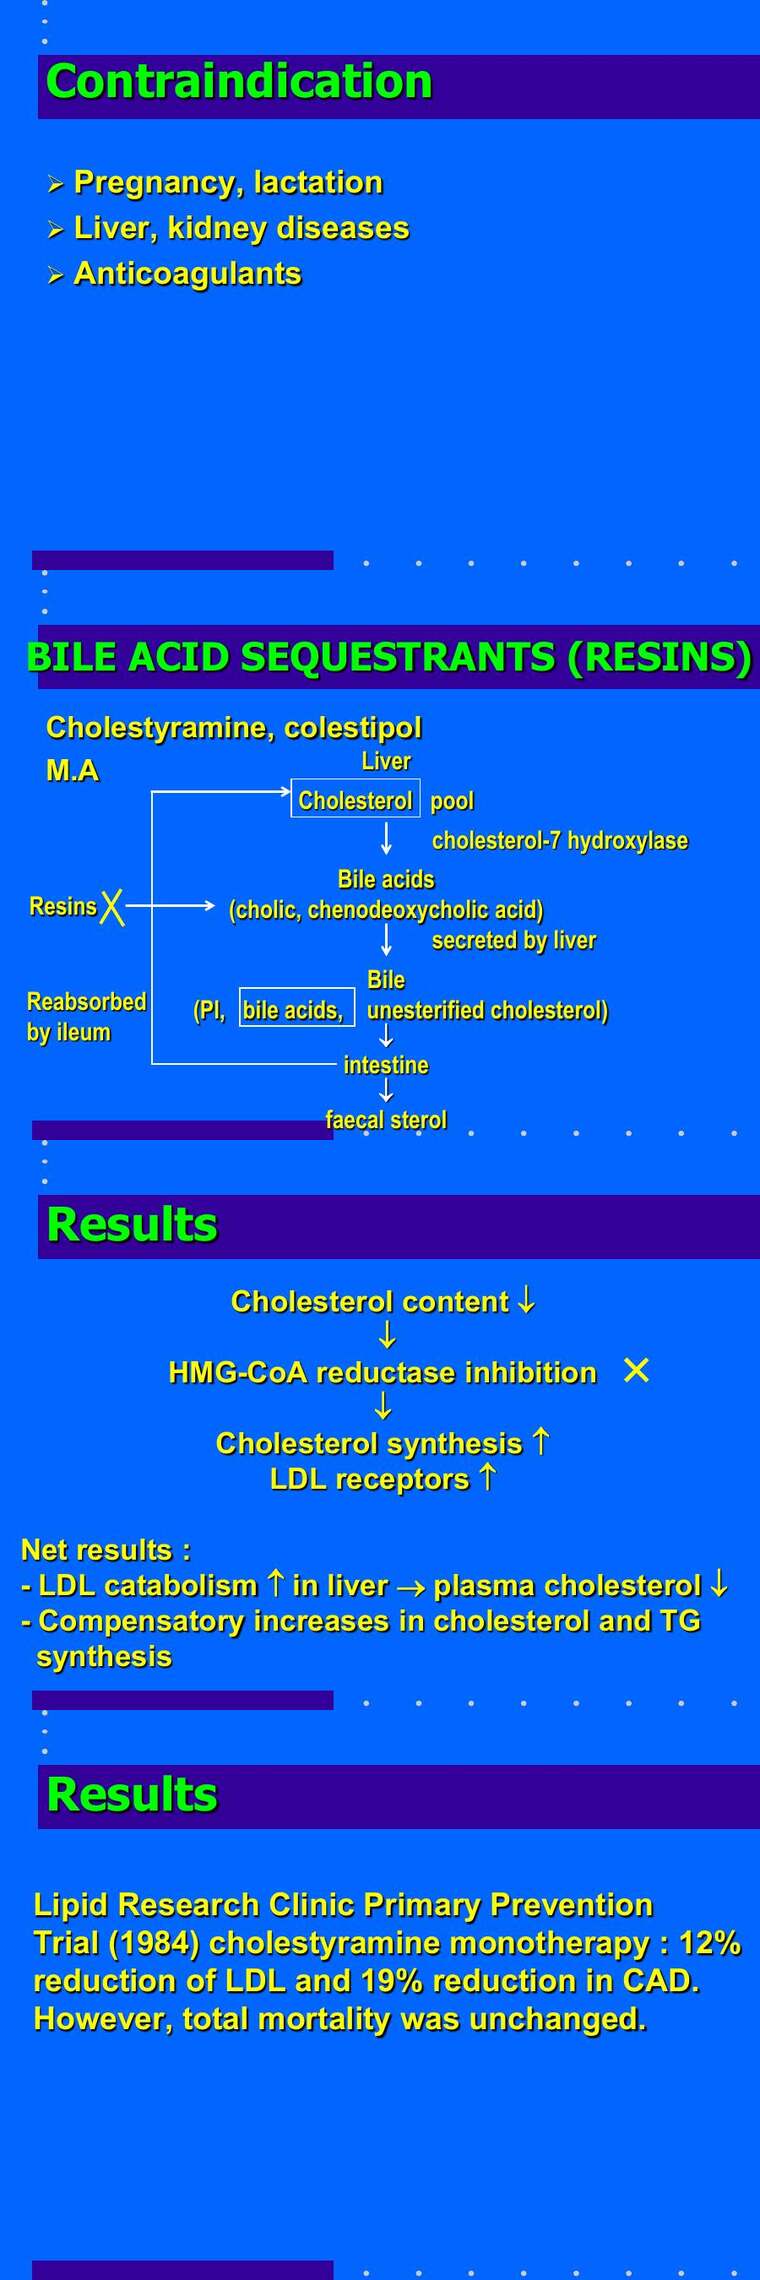 Contraindication
➢ Pregnancy, lactation
➢ Liver, kidney diseases
➢ Anticoagulants
BILE ACID SEQUESTRANTS (RESINS)
Cholestyramine, colestipol
M.A
Liver
Cholesterol pool
cholesterol-7 hydroxylase
Bile acids
Resins
(cholic, chenodeoxycholic acid)
secreted by liver
Bile
Reabsorbed
by ileum
(Pl, bile acids, unesterified cholesterol)
intestine
faecal sterol
Results
Cholesterol content ↓
↓
HMG-CoA reductase inhibition ×
↓
Cholesterol synthesis ↑
LDL receptors ↑
Net results :
- LDL catabolism ↑ in liver → plasma cholesterol ↓
- Compensatory increases in cholesterol and TG
synthesis
Results
Lipid Research Clinic Primary Prevention
Trial (1984) cholestyramine monotherapy : 12%
reduction of LDL and 19% reduction in CAD.
However, total mortality was unchanged.